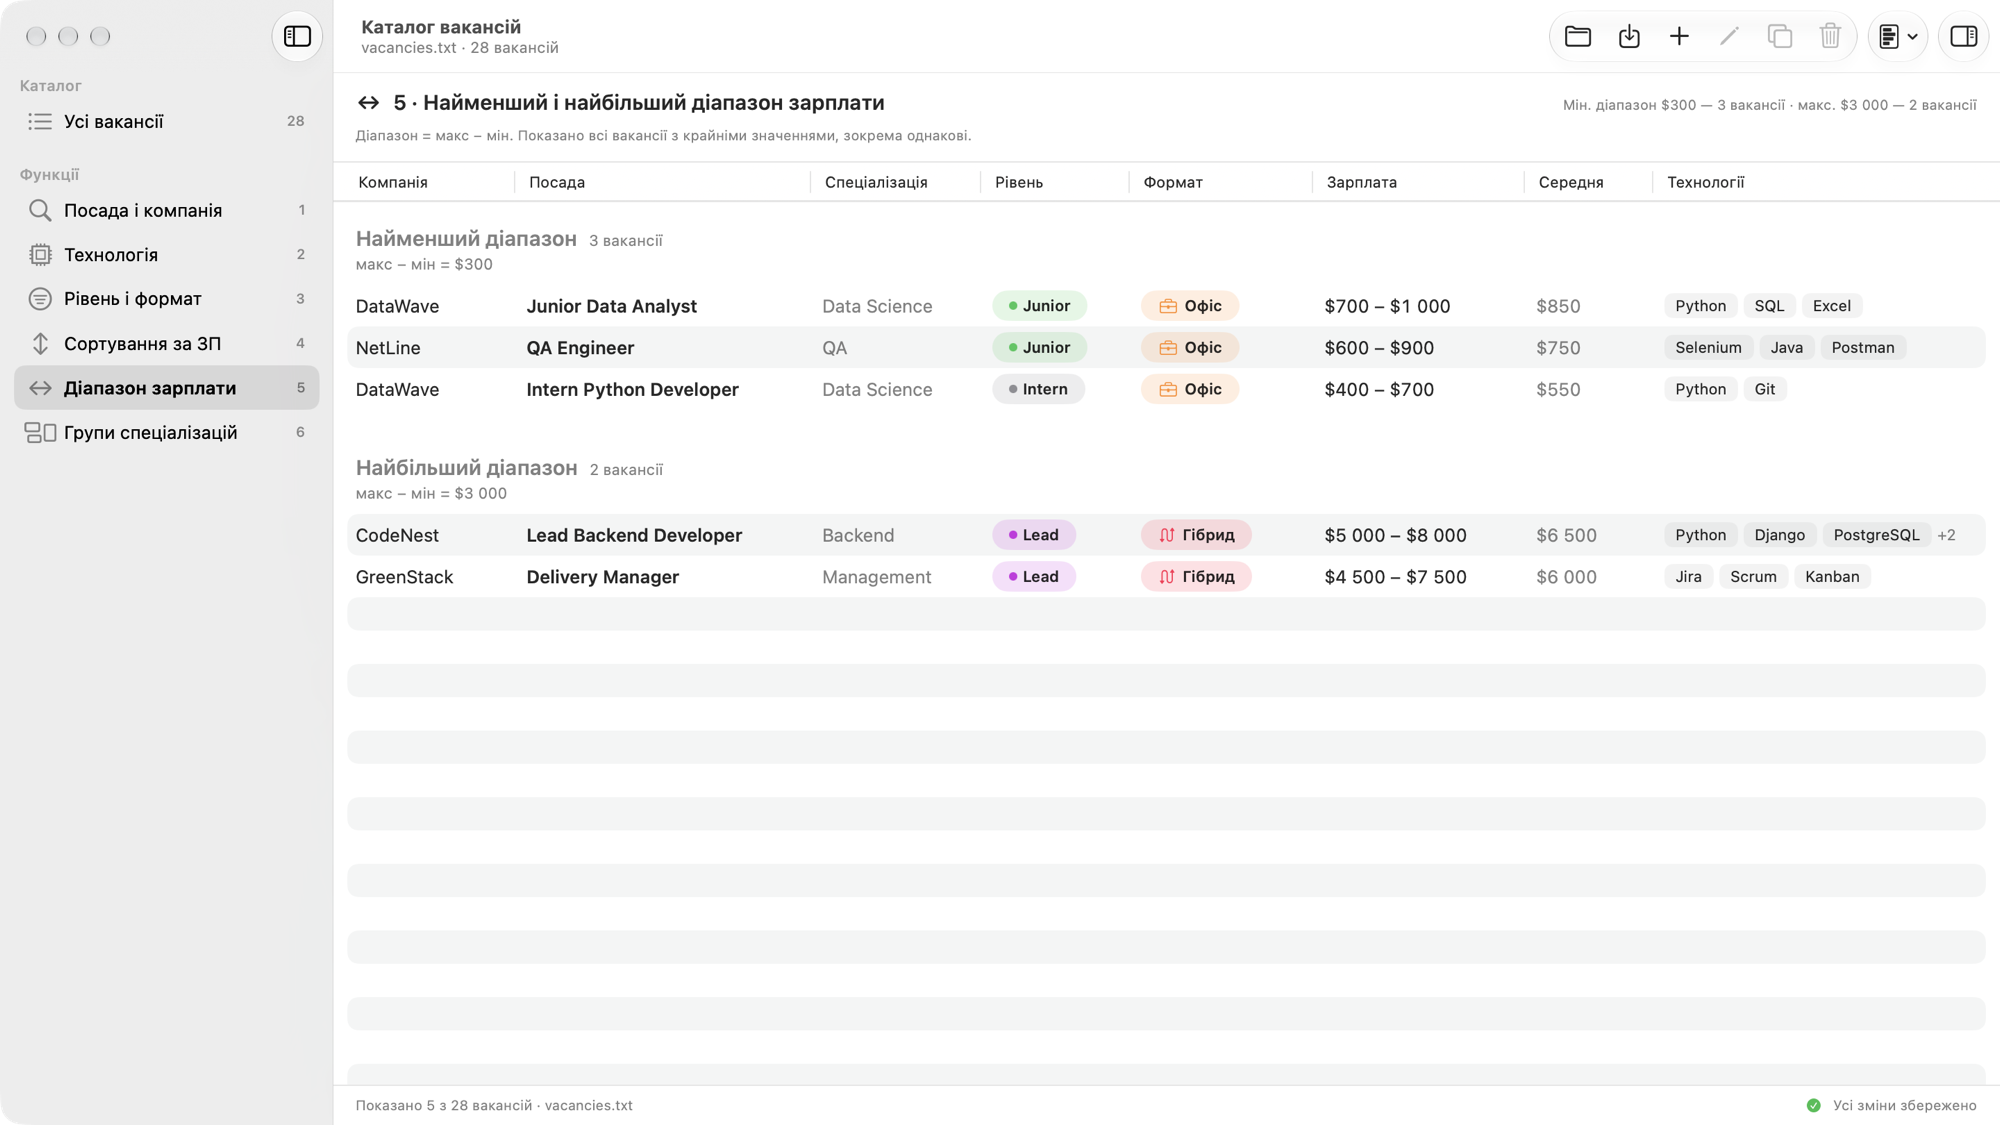 Каталог
Усі вакансії 28
Функції
Посада і компанія 1
Технологія 2
Рівень і формат 3
Сортування за ЗП 4
Діапазон зарплати 5
Групи спеціалізацій 6
Каталог вакансій
vacancies.txt · 28 вакансій
5 · Найменший і найбільший діапазон зарплати
Мін. діапазон $300 — 3 вакансії · макс. $3 000 — 2 вакансії
Діапазон = макс – мін. Показано всі вакансії з крайніми значеннями, зокрема однакові.
Компанія Посада Спеціалізація Рівень Формат Зарплата Середня Технології
Найменший діапазон 3 вакансії
макс – мін = $300
DataWave Junior Data Analyst Data Science Junior Офіс $700 – $1 000 $850 Python SQL Excel
NetLine QA Engineer QA Junior Офіс $600 – $900 $750 Selenium Java Postman
DataWave Intern Python Developer Data Science Intern Офіс $400 – $700 $550 Python Git
Найбільший діапазон 2 вакансії
макс – мін = $3 000
CodeNest Lead Backend Developer Backend Lead Гібрид $5 000 – $8 000 $6 500 Python Django PostgreSQL +2
GreenStack Delivery Manager Management Lead Гібрид $4 500 – $7 500 $6 000 Jira Scrum Kanban
Показано 5 з 28 вакансій · vacancies.txt
Усі зміни збережено